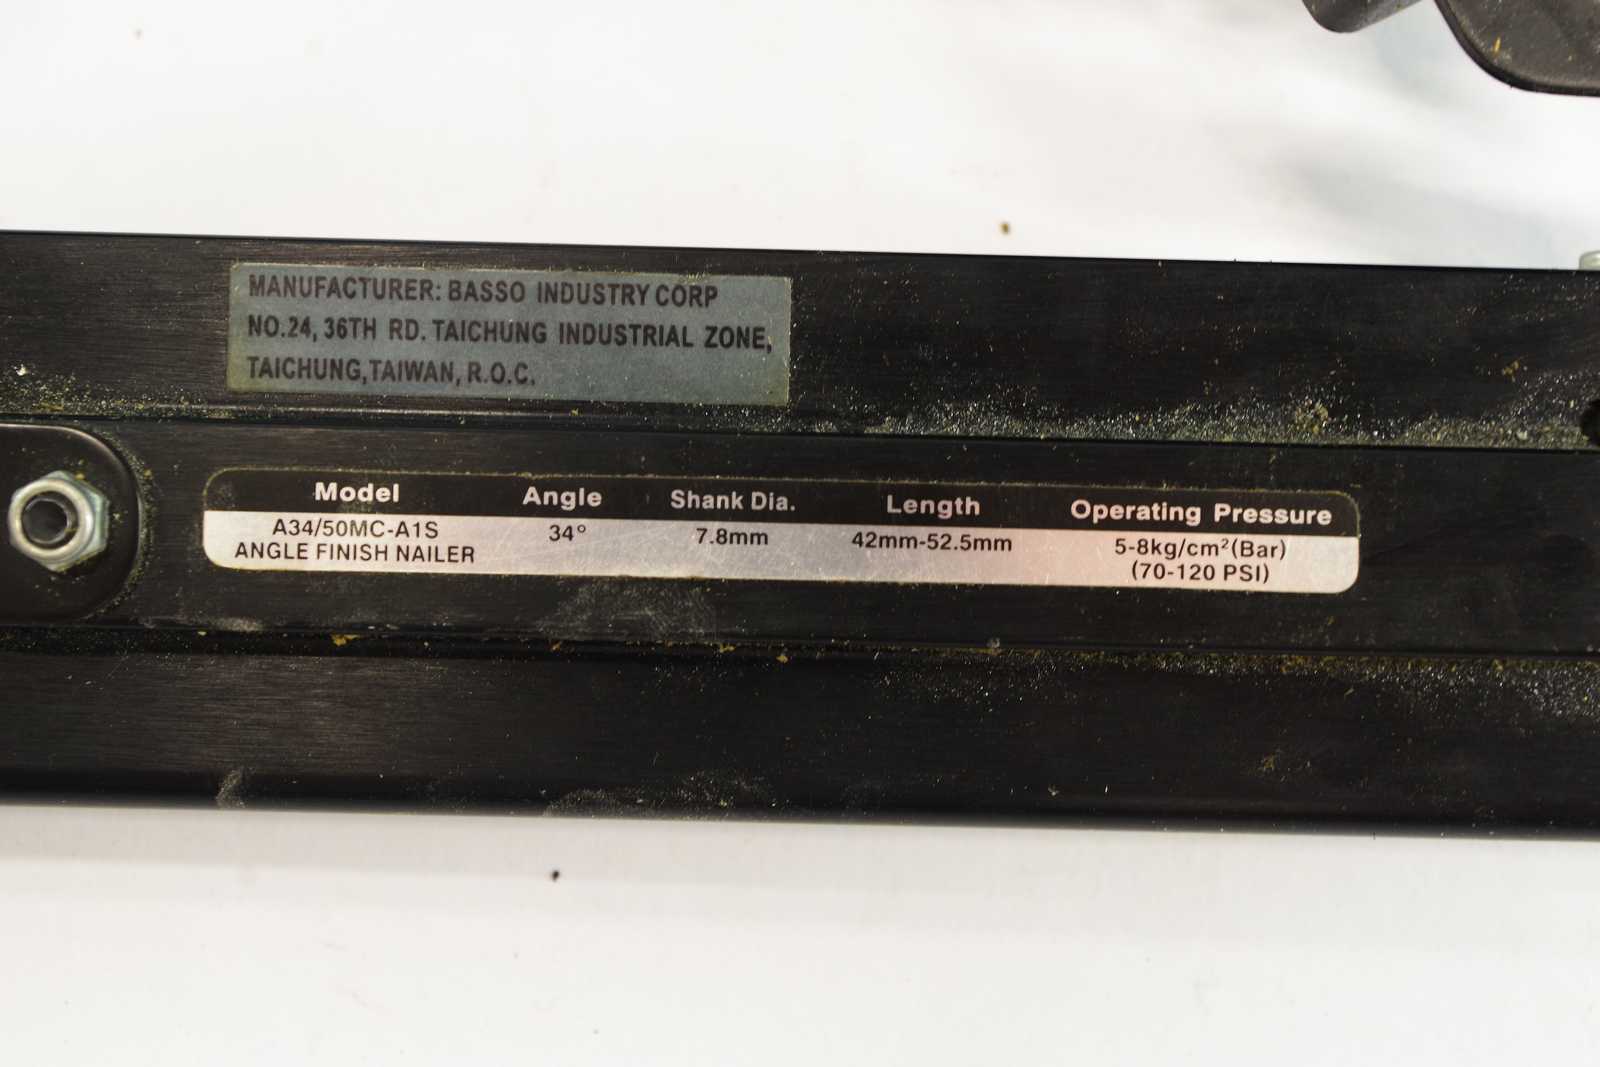 MANUFACTURER: BASSO INDUSTRY CORP
NO.24, 36TH RD. TAICHUNG INDUSTRIAL ZONE,
TAICHUNG, TAIWAN, R.O.C.
Model Angle Shank Dia. Length Operating Pressure
A34/50MC-A1S 34° 7.8mm 42mm-52.5mm 5-8kg/cm²(Bar)
ANGLE FINISH NAILER (70-120 PSI)